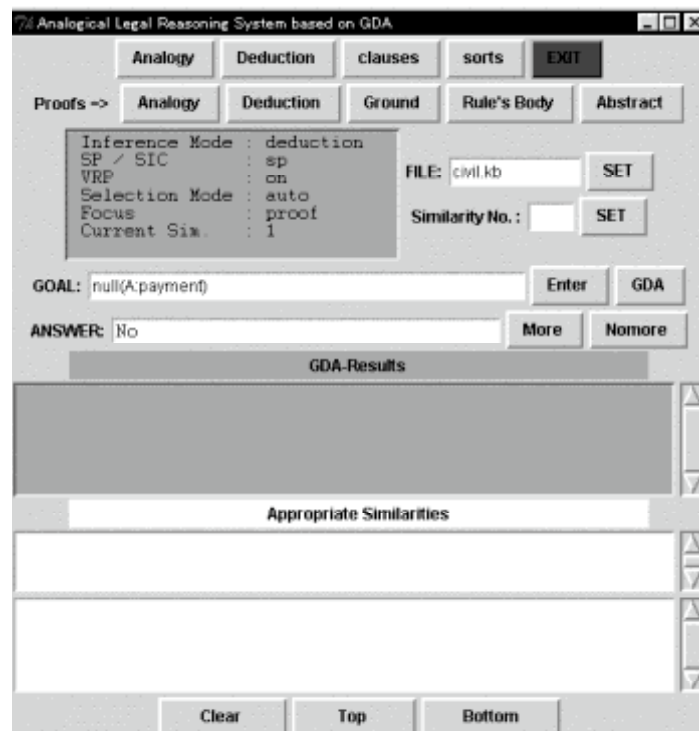 Analogical Legal Reasoning System based on GDA
Analogy Deduction clauses sorts EXIT
Proofs => Analogy Deduction Ground Rule's Body Abstract
Inference Mode : deduction
SP / SIC : sp
VRP : on
Selection Mode : auto
Focus : proof
Current Sim. : 1
FILE: civil.kb SET
Similarity No. : SET
GOAL: null(A:payment) Enter GDA
ANSWER: No More Nomore
GDA-Results
Appropriate Similarities
Clear Top Bottom